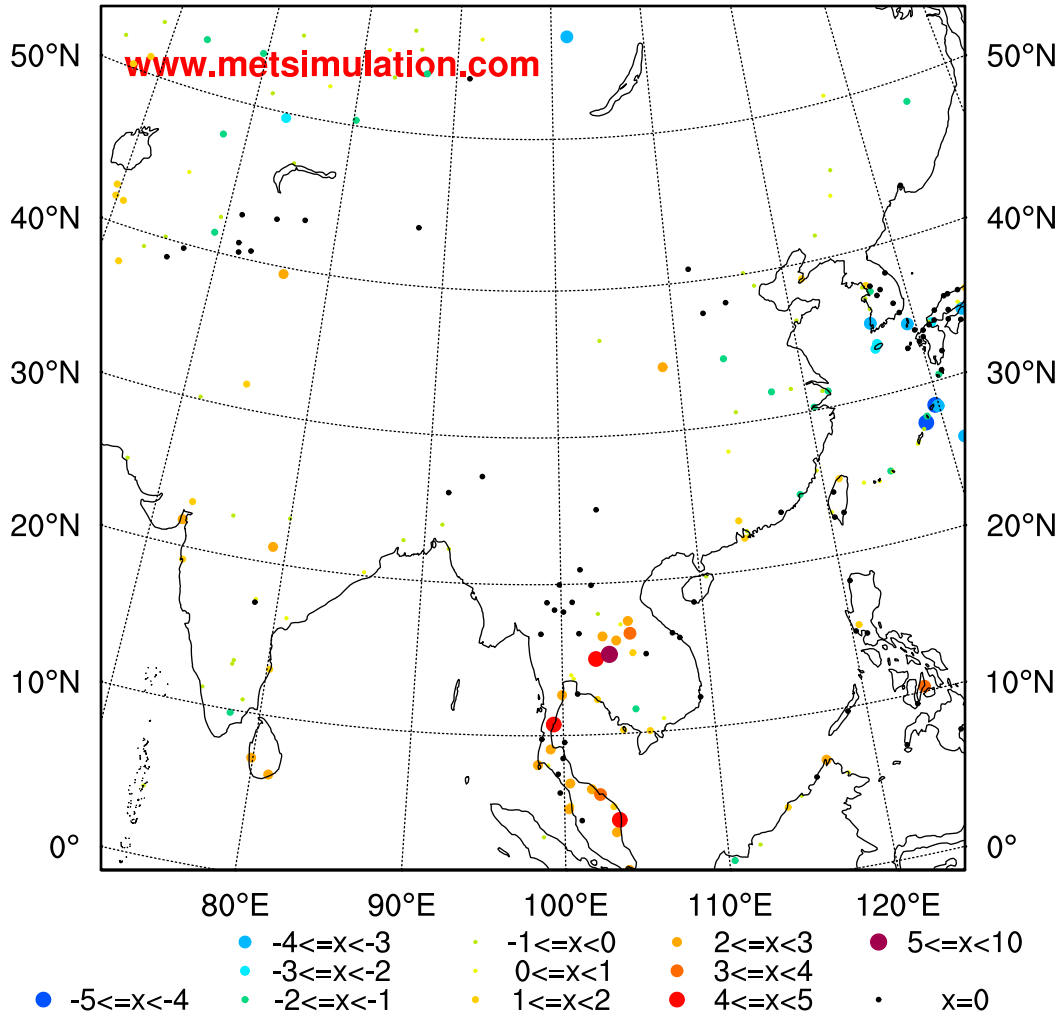 50°N 50°N
www.metsimulation.com
40°N 40°N
30°N 30°N
20°N 20°N
10°N 10°N
0° 0°
80°E 90°E 100°E 110°E 120°E
-4<=x<-3 -1<=x<0 2<=x<3 5<=x<10
-3<=x<-2 0<=x<1 3<=x<4
-5<=x<-4 -2<=x<-1 1<=x<2 4<=x<5 x=0